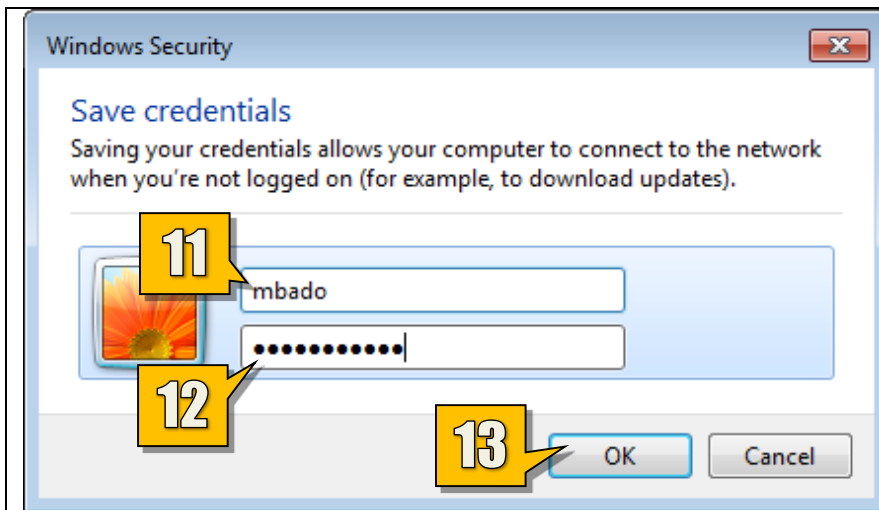 Windows Security
Save credentials
Saving your credentials allows your computer to connect to the network
when you're not logged on (for example, to download updates).
11
mbado
●●●●●●●●●●●
12
13
OK
Cancel